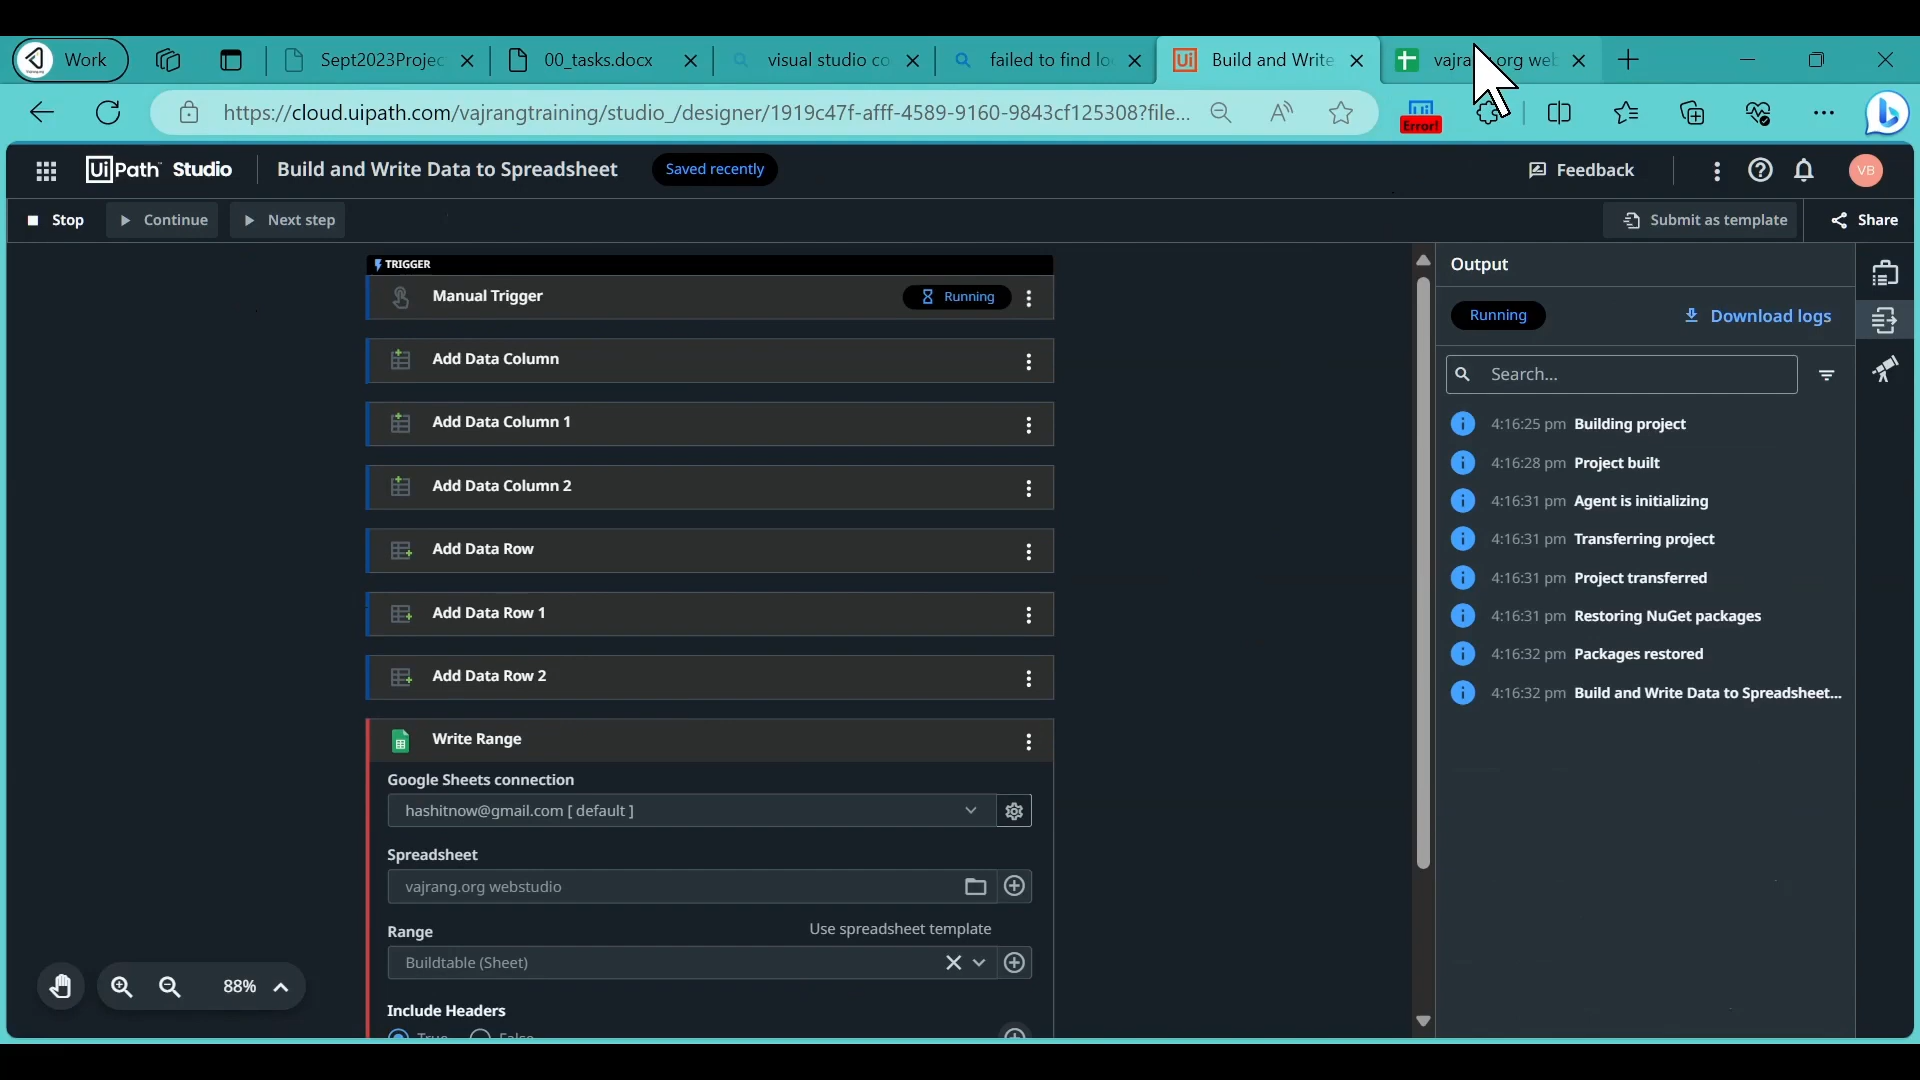 Work
Sept2023Projec
00_tasks.docx
visual studio co
failed to find lo
Build and Write
vajra org web
https://cloud.uipath.com/vajrangtraining/studio_/designer/1919c47f-afff-4589-9160-9843cf125308?file...
Error!
UiPath Studio
Build and Write Data to Spreadsheet
Saved recently
Feedback
VB
Stop
Continue
Next step
Submit as template
Share
TRIGGER
Manual Trigger
Running
Add Data Column
Add Data Column 1
Add Data Column 2
Add Data Row
Add Data Row 1
Add Data Row 2
Write Range
Google Sheets connection
hashitnow@gmail.com [ default ]
Spreadsheet
vajrang.org webstudio
Range
Use spreadsheet template
Buildtable (Sheet)
Include Headers
True
False
88%
Output
Running
Download logs
Search...
4:16:25 pm Building project
4:16:28 pm Project built
4:16:31 pm Agent is initializing
4:16:31 pm Transferring project
4:16:31 pm Project transferred
4:16:31 pm Restoring NuGet packages
4:16:32 pm Packages restored
4:16:32 pm Build and Write Data to Spreadsheet...